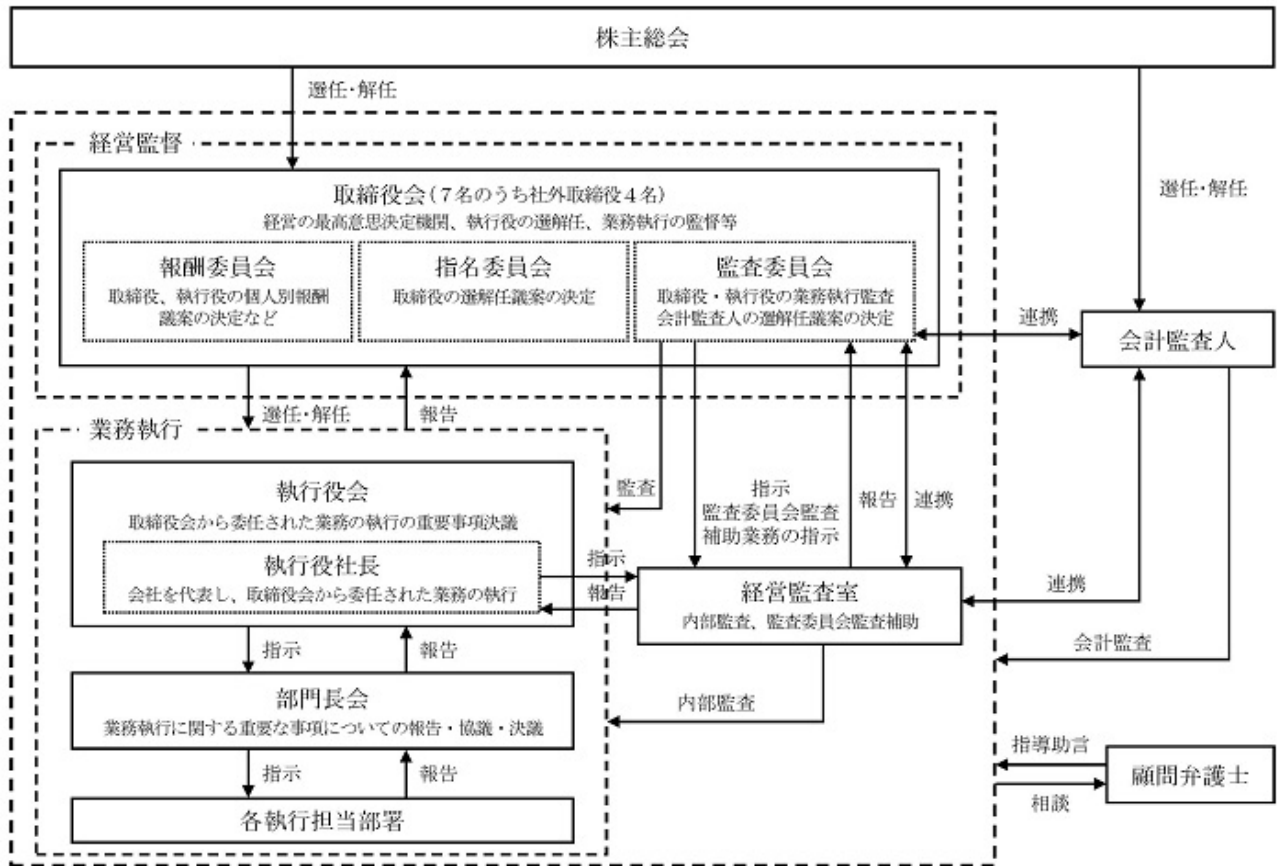 株主総会
選任・解任
選任・解任
経営監督
取締役会(7名のうち社外取締役4名)
経営の最高意思決定機関、執行役の選解任、業務執行の監督等
報酬委員会
取締役、執行役の個人別報酬
議案の決定など
指名委員会
取締役の選解任議案の決定
監査委員会
取締役・執行役の業務執行監査
会計監査人の選解任議案の決定
連携
会計監査人
選任・解任
報告
業務執行
執行役会
取締役会から委任された業務の執行の重要事項決議
執行役社長
会社を代表し、取締役会から委任された業務の執行
監査
指示
監査委員会監査
補助業務の指示
報告
連携
指示
報告
経営監査室
内部監査、監査委員会監査補助
連携
会計監査
指示
報告
部門長会
業務執行に関する重要な事項についての報告・協議・決議
内部監査
指示
報告
各執行担当部署
指導助言
相談
顧問弁護士